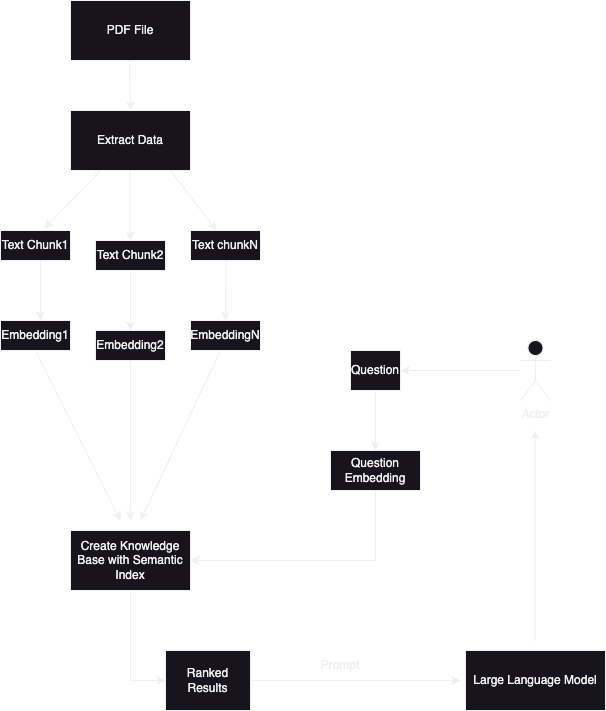 PDF File
Extract Data
Text Chunk1
Text Chunk2
Text chunkN
Embedding1
Embedding2
EmbeddingN
Question
Actor
Question
Embedding
Create Knowledge
Base with Semantic
Index
Ranked
Results
Prompt
Large Language Model